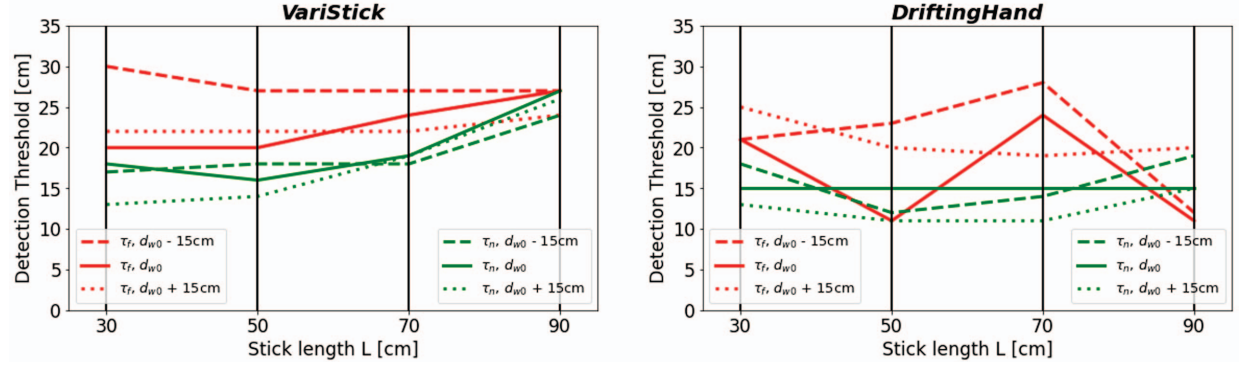 VariStick
Detection Threshold [cm]
35
30
25
20
15
10
5
0
τf, dw0 - 15cm
τf, dw0
τf, dw0 + 15cm
τn, dw0 - 15cm
τn, dw0
τn, dw0 + 15cm
30 50 70 90
Stick length L [cm]
DriftingHand
Detection Threshold [cm]
35
30
25
20
15
10
5
0
τf, dw0 - 15cm
τf, dw0
τf, dw0 + 15cm
τn, dw0 - 15cm
τn, dw0
τn, dw0 + 15cm
30 50 70 90
Stick length L [cm]